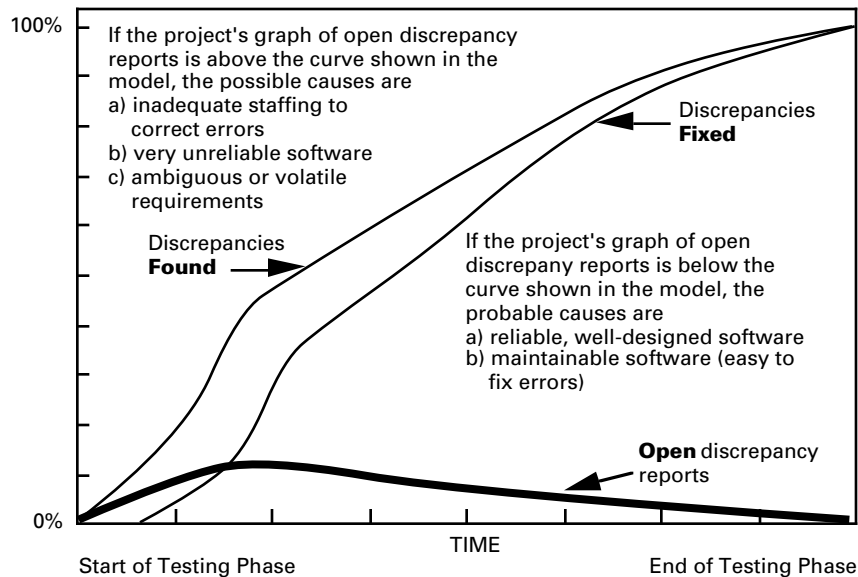 100%
If the project's graph of open discrepancy
reports is above the curve shown in the
model, the possible causes are
a) inadequate staffing to
correct errors
b) very unreliable software
c) ambiguous or volatile
requirements
Discrepancies
Fixed
Discrepancies
Found
If the project's graph of open
discrepany reports is below the
curve shown in the model, the
probable causes are
a) reliable, well-designed software
b) maintainable software (easy to
fix errors)
Open discrepancy
reports
0%
TIME
Start of Testing Phase
End of Testing Phase